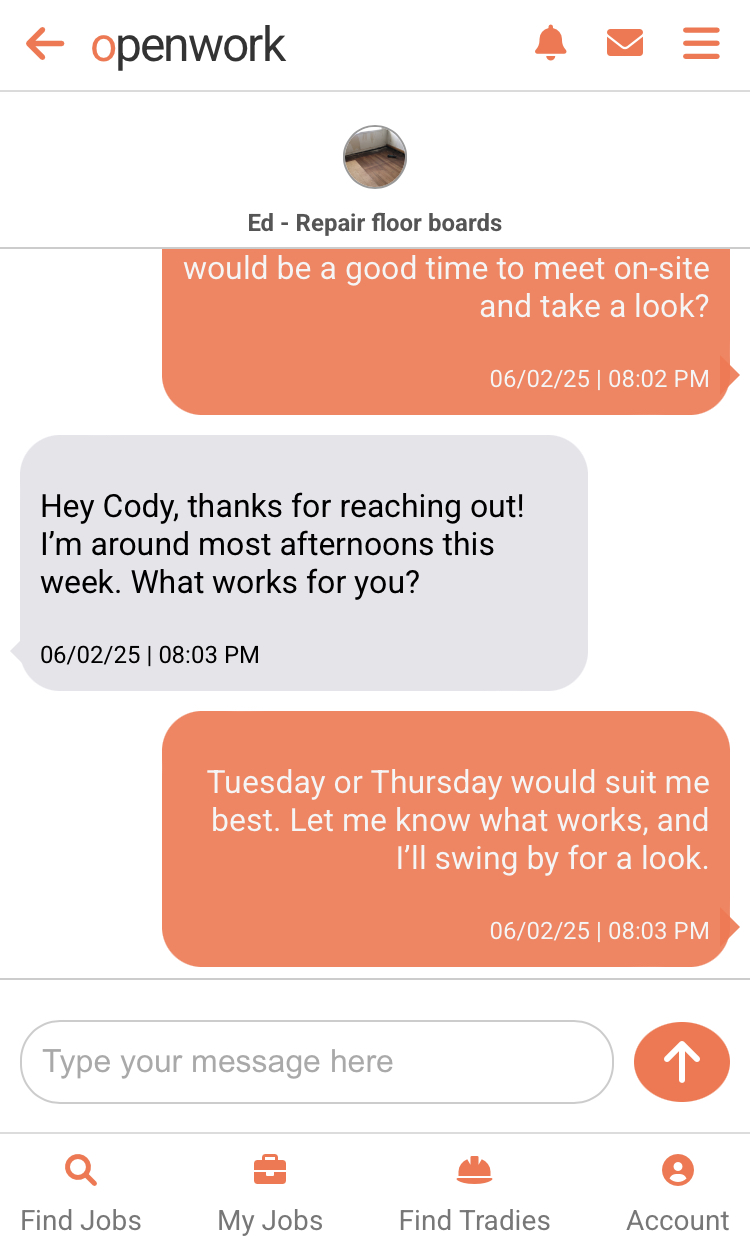 openwork
Ed - Repair floor boards
would be a good time to meet on-site
and take a look?
06/02/25 | 08:02 PM
Hey Cody, thanks for reaching out!
I’m around most afternoons this
week. What works for you?
06/02/25 | 08:03 PM
Tuesday or Thursday would suit me
best. Let me know what works, and
I’ll swing by for a look.
06/02/25 | 08:03 PM
Type your message here
Find Jobs
My Jobs
Find Tradies
Account